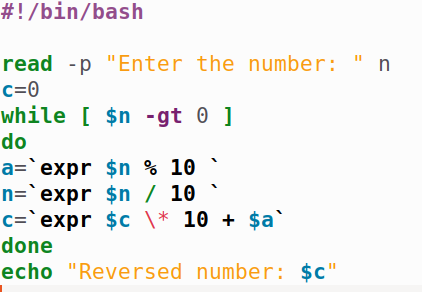 #!/bin/bash
read -p "Enter the number: " n
c=0
while [ $n -gt 0 ]
do
a=`expr $n % 10 `
n=`expr $n / 10 `
c=`expr $c \* 10 + $a`
done
echo "Reversed number: $c"